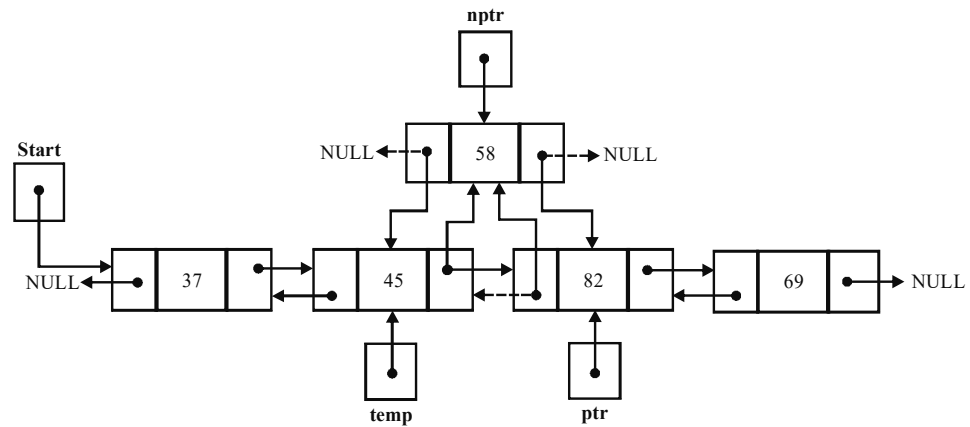 nptr
NULL 58 NULL
Start
NULL 37 45 82 69 NULL
temp ptr